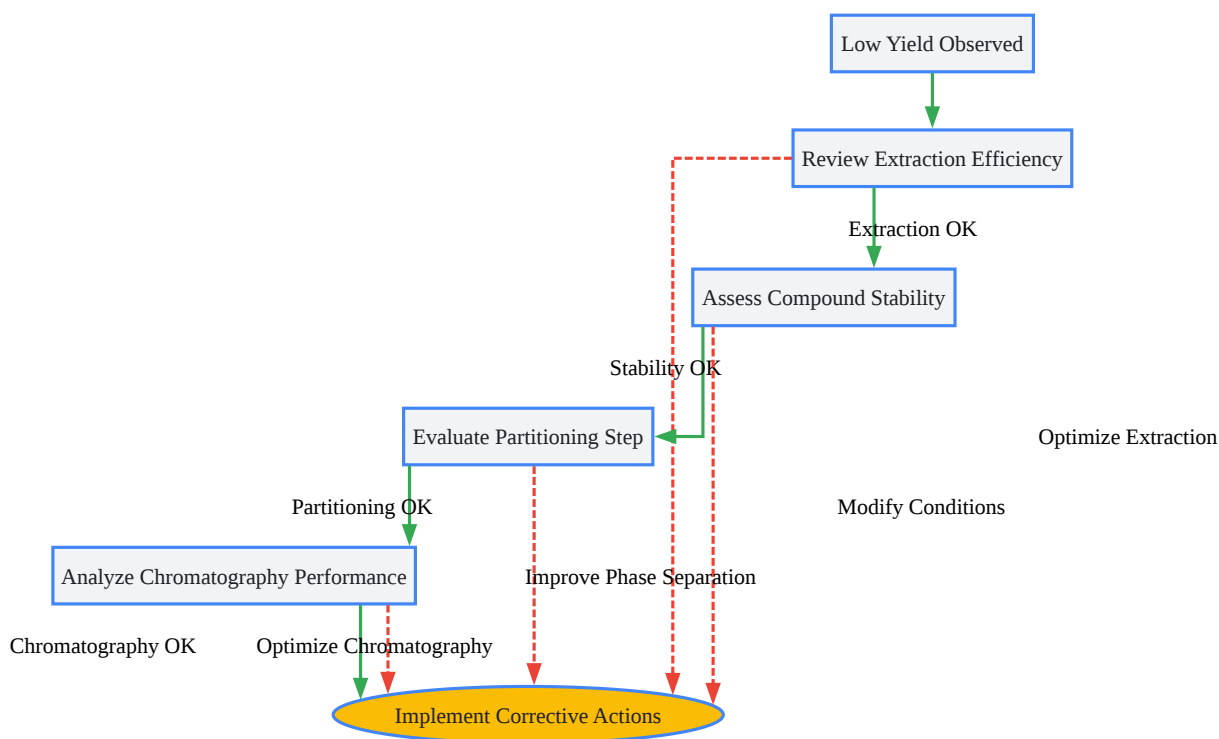 Low Yield Observed
Review Extraction Efficiency
Extraction OK
Assess Compound Stability
Stability OK
Evaluate Partitioning Step
Optimize Extraction
Partitioning OK
Modify Conditions
Analyze Chromatography Performance
Improve Phase Separation
Chromatography OK
Optimize Chromatography
Implement Corrective Actions